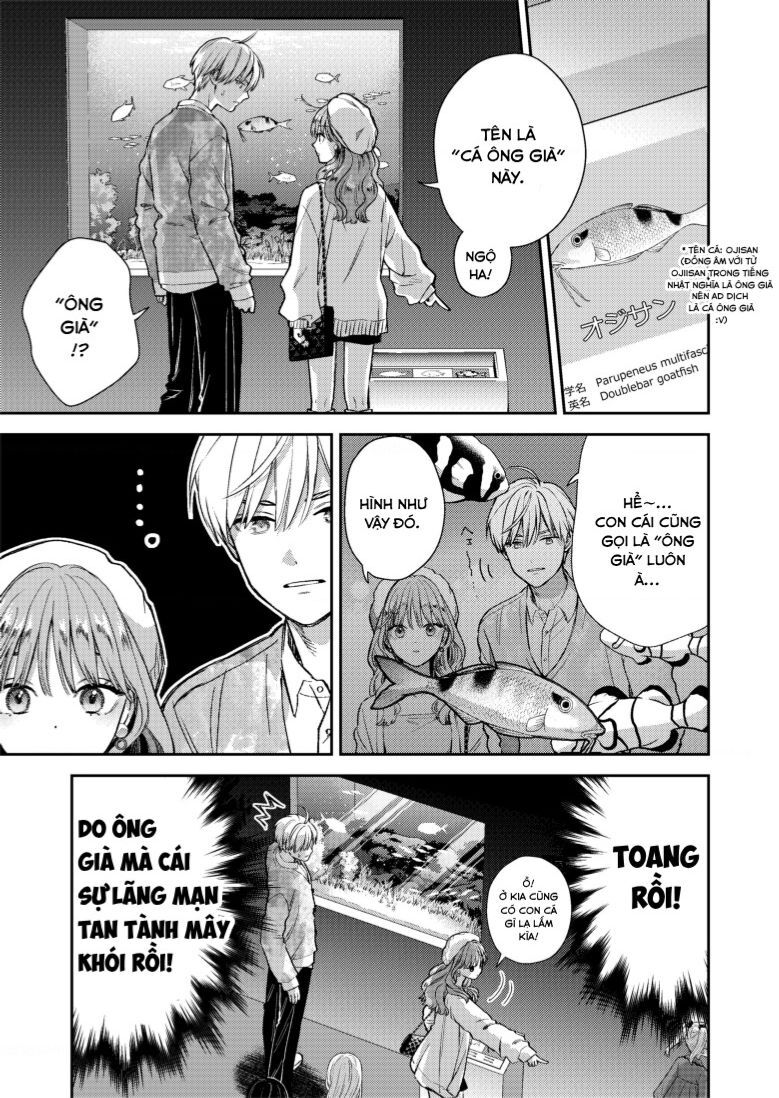 TÊN LÀ
"CÁ ÔNG GIÀ"
NÀY.
NGỘ
HA!
* TÊN CÁ: OJISAN
(ĐỒNG ÂM VỚI TỪ
OJIISAN TRONG TIẾNG
NHẬT NGHĨA LÀ ÔNG GIÀ
NÊN AD DỊCH
LÀ CÁ ÔNG GIÀ
:V)
オジサン
学名 Parupeneus multifasc
英名 Doublebar goatfish
"ÔNG
GIÀ"
!?
HỂ~...
CON CÁI CŨNG
GỌI LÀ "ÔNG
GIÀ" LUÔN
À...
HÌNH NHƯ
VẬY ĐÓ.
TOANG
RỒI!
Ồ!
Ở KIA CŨNG
CÓ CON CÁ
GÌ LẠ LẮM
KÌA!
DO ÔNG
GIÀ MÀ CÁI
SỰ LÃNG MẠN
TAN TÀNH MÂY
KHÓI RỒI!